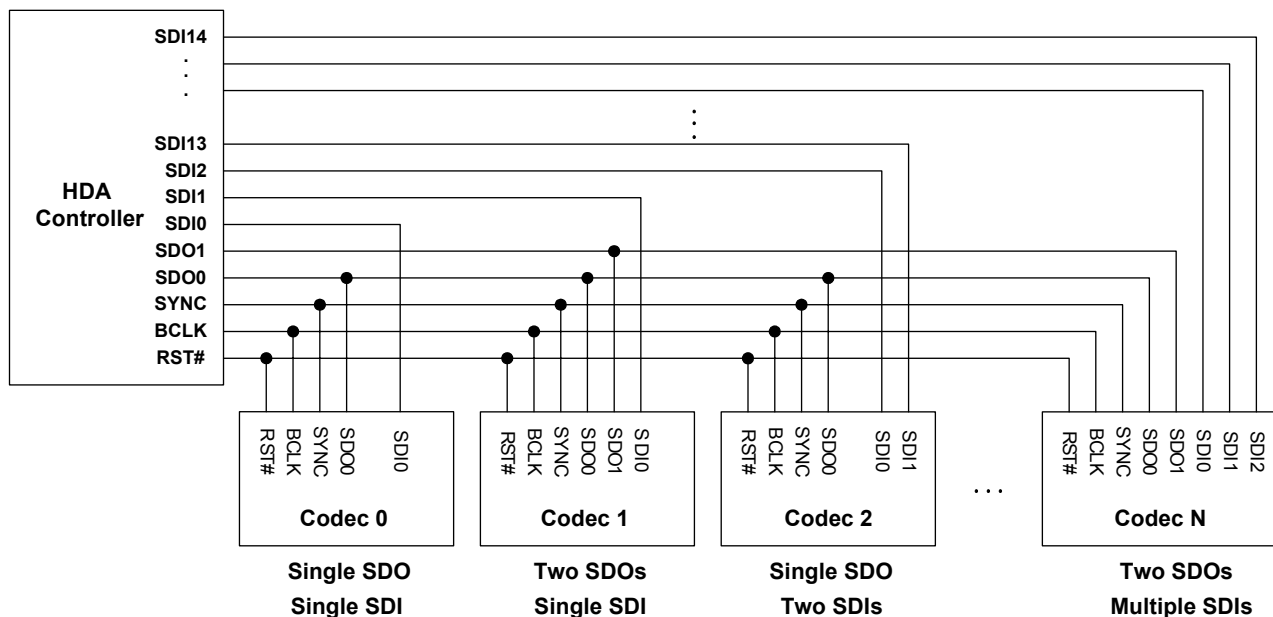 SDI14
.
.
.
SDI13
SDI2
SDI1
SDI0
SDO1
SDO0
SYNC
BCLK
RST#
HDA
Controller
...
RST#
BCLK
SYNC
SDO0
SDI0
Codec 0
Single SDO
Single SDI
RST#
BCLK
SYNC
SDO0
SDO1
SDI0
Codec 1
Two SDOs
Single SDI
RST#
BCLK
SYNC
SDO0
SDI0
SDI1
Codec 2
Single SDO
Two SDIs
...
RST#
BCLK
SYNC
SDO0
SDO1
SDI0
SDI1
SDI2
Codec N
Two SDOs
Multiple SDIs